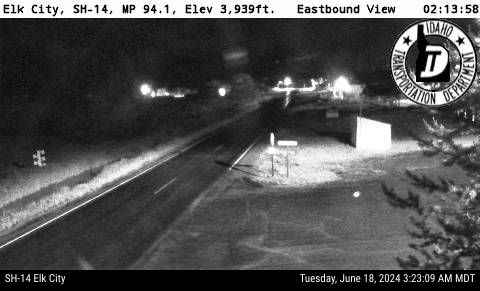 Elk City, SH-14, MP 94.1, Elev 3,939ft. Eastbound View 02:13:58
IDAHO
TRANSPORTATION DEPARTMENT
SH-14 Elk City Tuesday, June 18, 2024 3:23:09 AM MDT